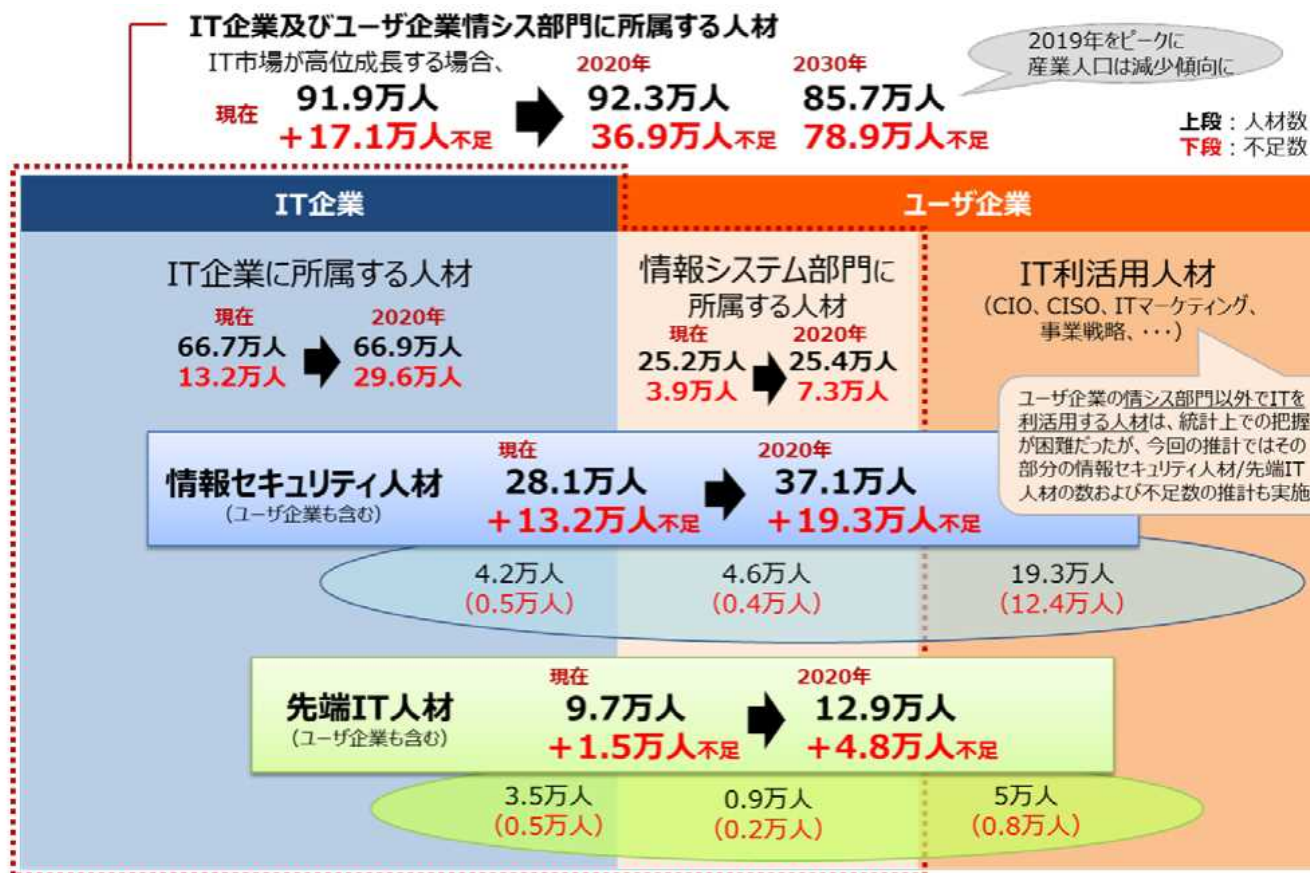 IT企業及びユーザ企業情シス部門に所属する人材
IT市場が高位成長する場合、
2020年
2030年
現在
91.9万人
92.3万人
85.7万人
+17.1万人不足
36.9万人不足
78.9万人不足
2019年をピークに
産業人口は減少傾向に
上段：人材数
下段：不足数
IT企業
ユーザ企業
IT企業に所属する人材
現在
2020年
66.7万人
66.9万人
13.2万人
29.6万人
情報システム部門に
所属する人材
現在
2020年
25.2万人
25.4万人
3.9万人
7.3万人
IT利活用人材
（CIO、CISO、ITマーケティング、
事業戦略、・・・）
ユーザ企業の情シス部門以外でITを
利活用する人材は、統計上での把握
が困難だったが、今回の推計ではその
部分の情報セキュリティ人材/先端IT
人材の数および不足数の推計も実施
情報セキュリティ人材
（ユーザ企業も含む）
現在
2020年
28.1万人
37.1万人
+13.2万人不足
+19.3万人不足
4.2万人
4.6万人
19.3万人
(0.5万人)
(0.4万人)
(12.4万人)
先端IT人材
（ユーザ企業も含む）
現在
2020年
9.7万人
12.9万人
+1.5万人不足
+4.8万人不足
3.5万人
0.9万人
5万人
(0.5万人)
(0.2万人)
(0.8万人)